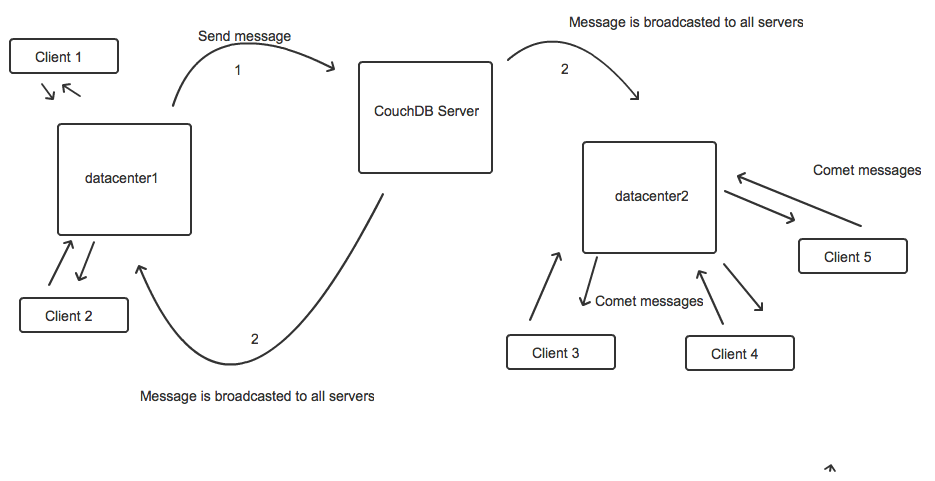 Message is broadcasted to all servers
Send message
Client 1
1
2
CouchDB Server
datacenter1
datacenter2
Comet messages
Client 5
Comet messages
Client 2
2
Client 3
Client 4
Message is broadcasted to all servers